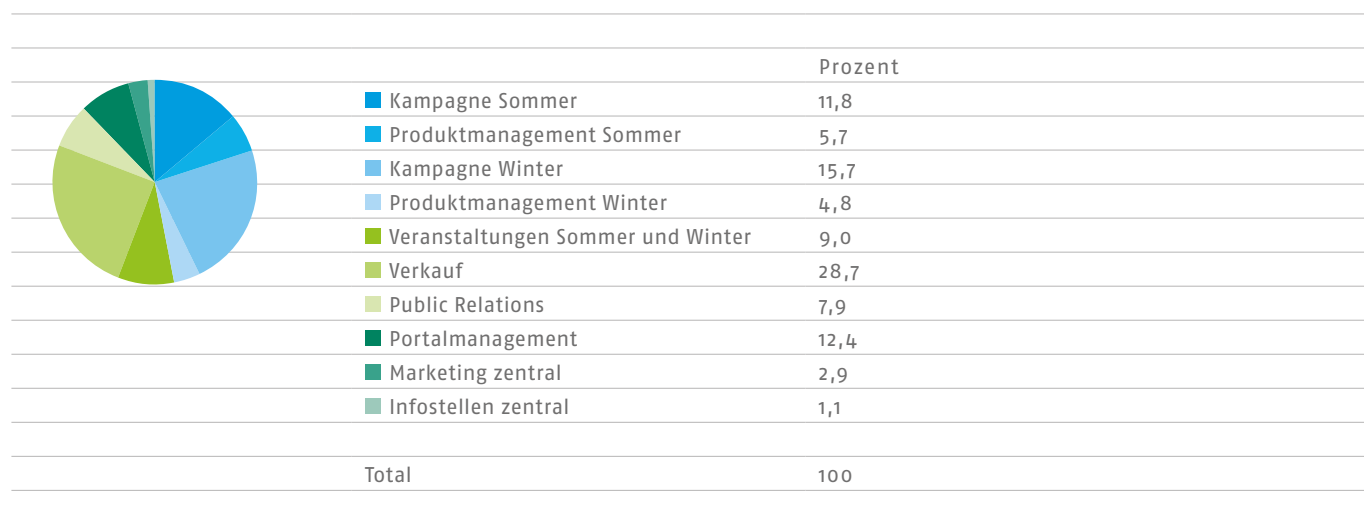 Prozent
Kampagne Sommer 11,8
Produktmanagement Sommer 5,7
Kampagne Winter 15,7
Produktmanagement Winter 4,8
Veranstaltungen Sommer und Winter 9,0
Verkauf 28,7
Public Relations 7,9
Portalmanagement 12,4
Marketing zentral 2,9
Infostellen zentral 1,1
Total 100